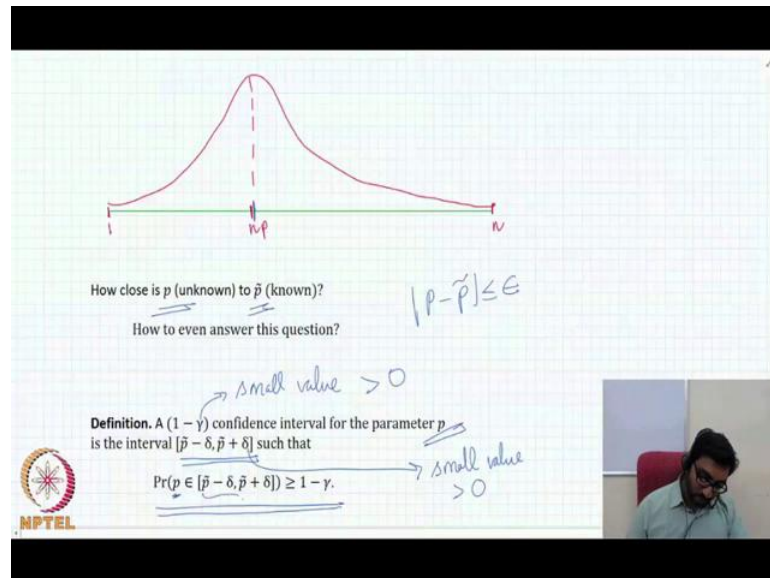 1 np n
How close is p (unknown) to p̃ (known)?
|p - p̃| ≤ ∈
How to even answer this question?
small value > 0
Definition. A (1 − γ) confidence interval for the parameter p
is the interval [p̃ − δ, p̃ + δ] such that
small value
> 0
Pr(p ∈ [p̃ − δ, p̃ + δ]) ≥ 1 − γ.
NPTEL